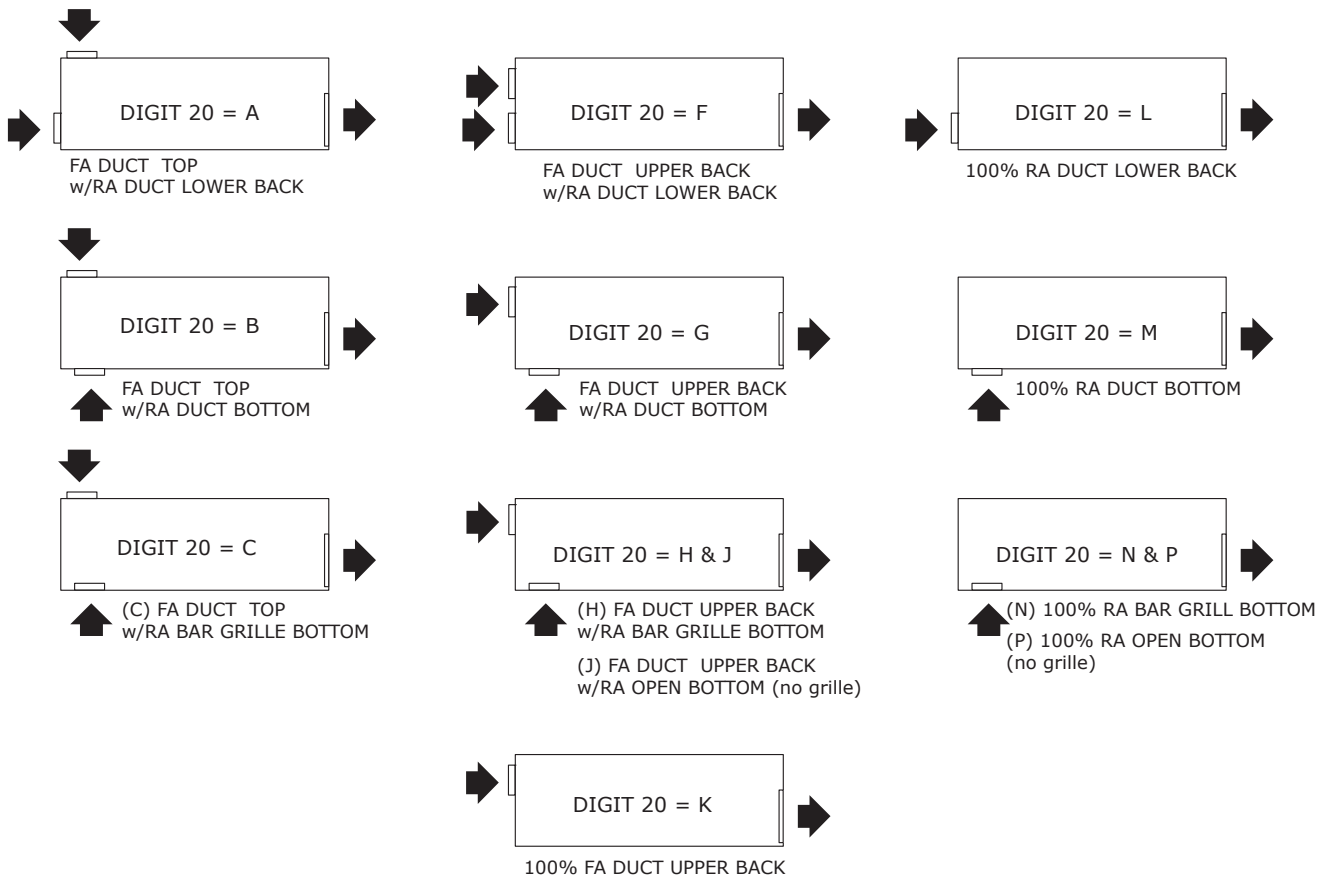 DIGIT 20 = A
FA DUCT TOP
w/RA DUCT LOWER BACK
DIGIT 20 = F
FA DUCT UPPER BACK
w/RA DUCT LOWER BACK
DIGIT 20 = L
100% RA DUCT LOWER BACK
DIGIT 20 = B
FA DUCT TOP
w/RA DUCT BOTTOM
DIGIT 20 = G
FA DUCT UPPER BACK
w/RA DUCT BOTTOM
DIGIT 20 = M
100% RA DUCT BOTTOM
DIGIT 20 = C
(C) FA DUCT TOP
w/RA BAR GRILLE BOTTOM
DIGIT 20 = H & J
(H) FA DUCT UPPER BACK
w/RA BAR GRILLE BOTTOM
(J) FA DUCT UPPER BACK
w/RA OPEN BOTTOM (no grille)
DIGIT 20 = N & P
(N) 100% RA BAR GRILL BOTTOM
(P) 100% RA OPEN BOTTOM
(no grille)
DIGIT 20 = K
100% FA DUCT UPPER BACK